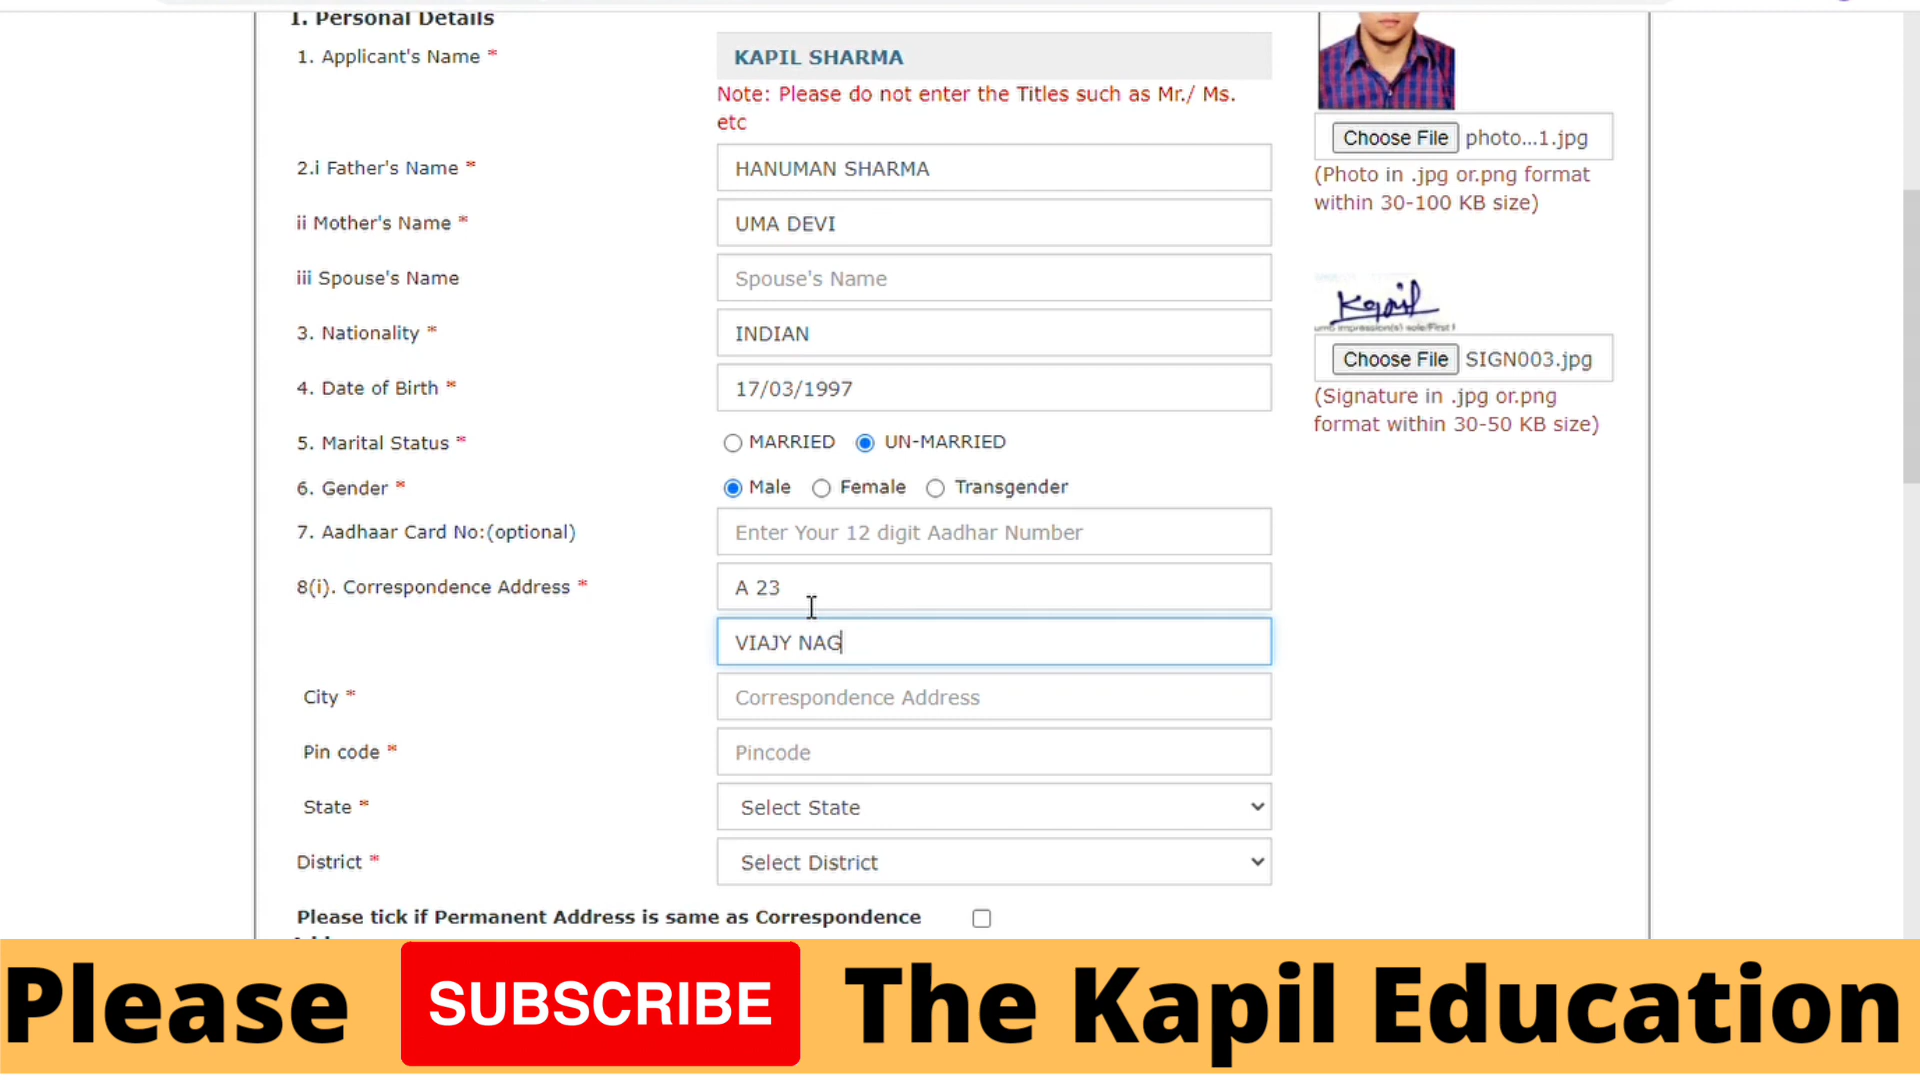 I. Personal Details
1. Applicant's Name *
KAPIL SHARMA
Note: Please do not enter the Titles such as Mr./ Ms.
etc
2.i Father's Name *
HANUMAN SHARMA
ii Mother's Name *
UMA DEVI
iii Spouse's Name
Spouse's Name
3. Nationality *
INDIAN
4. Date of Birth *
17/03/1997
5. Marital Status *
MARRIED UN-MARRIED
6. Gender *
Male Female Transgender
7. Aadhaar Card No:(optional)
Enter Your 12 digit Aadhar Number
8(i). Correspondence Address *
A 23
VIAJY NAG
City *
Correspondence Address
Pin code *
Pincode
State *
Select State
District *
Select District
Please tick if Permanent Address is same as Correspondence
Choose File photo...1.jpg
(Photo in .jpg or.png format
within 30-100 KB size)
Kapil
Choose File SIGN003.jpg
(Signature in .jpg or.png
format within 30-50 KB size)
Please SUBSCRIBE The Kapil Education